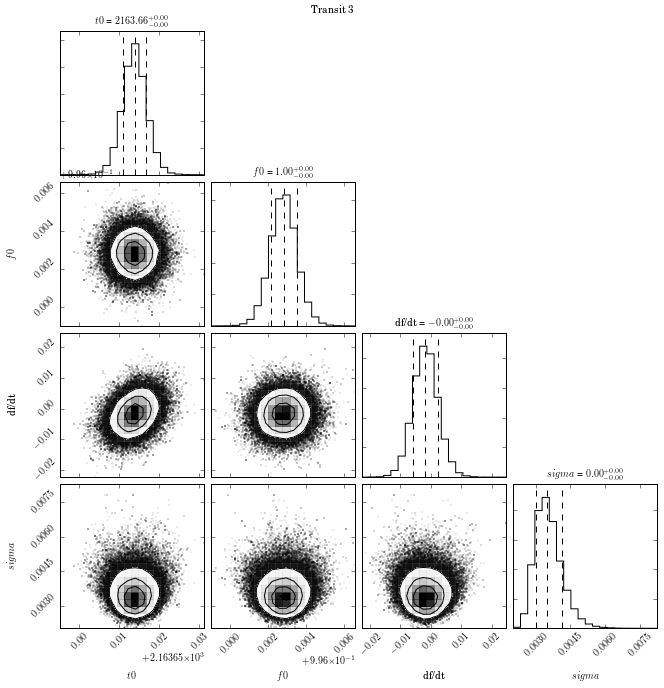 Transit 3
t0 = 2163.66 +0.00 −0.00
f0 = 1.00 +0.00 −0.00
0.006
0.004
0.002
0.000
f0
df/dt = −0.00 +0.00 −0.00
0.02
0.01
0.00
−0.01
−0.02
df/dt
sigma = 0.00 +0.00 −0.00
0.0075
0.0060
0.0045
0.0030
sigma
0.00 0.01 0.02 0.03
0.000 0.002 0.004 0.006
−0.02 −0.01 0.00 0.01 0.02
0.0030 0.0045 0.0060 0.0075
+2.16365×10³ +9.96×10⁻¹
t0 f0 df/dt sigma